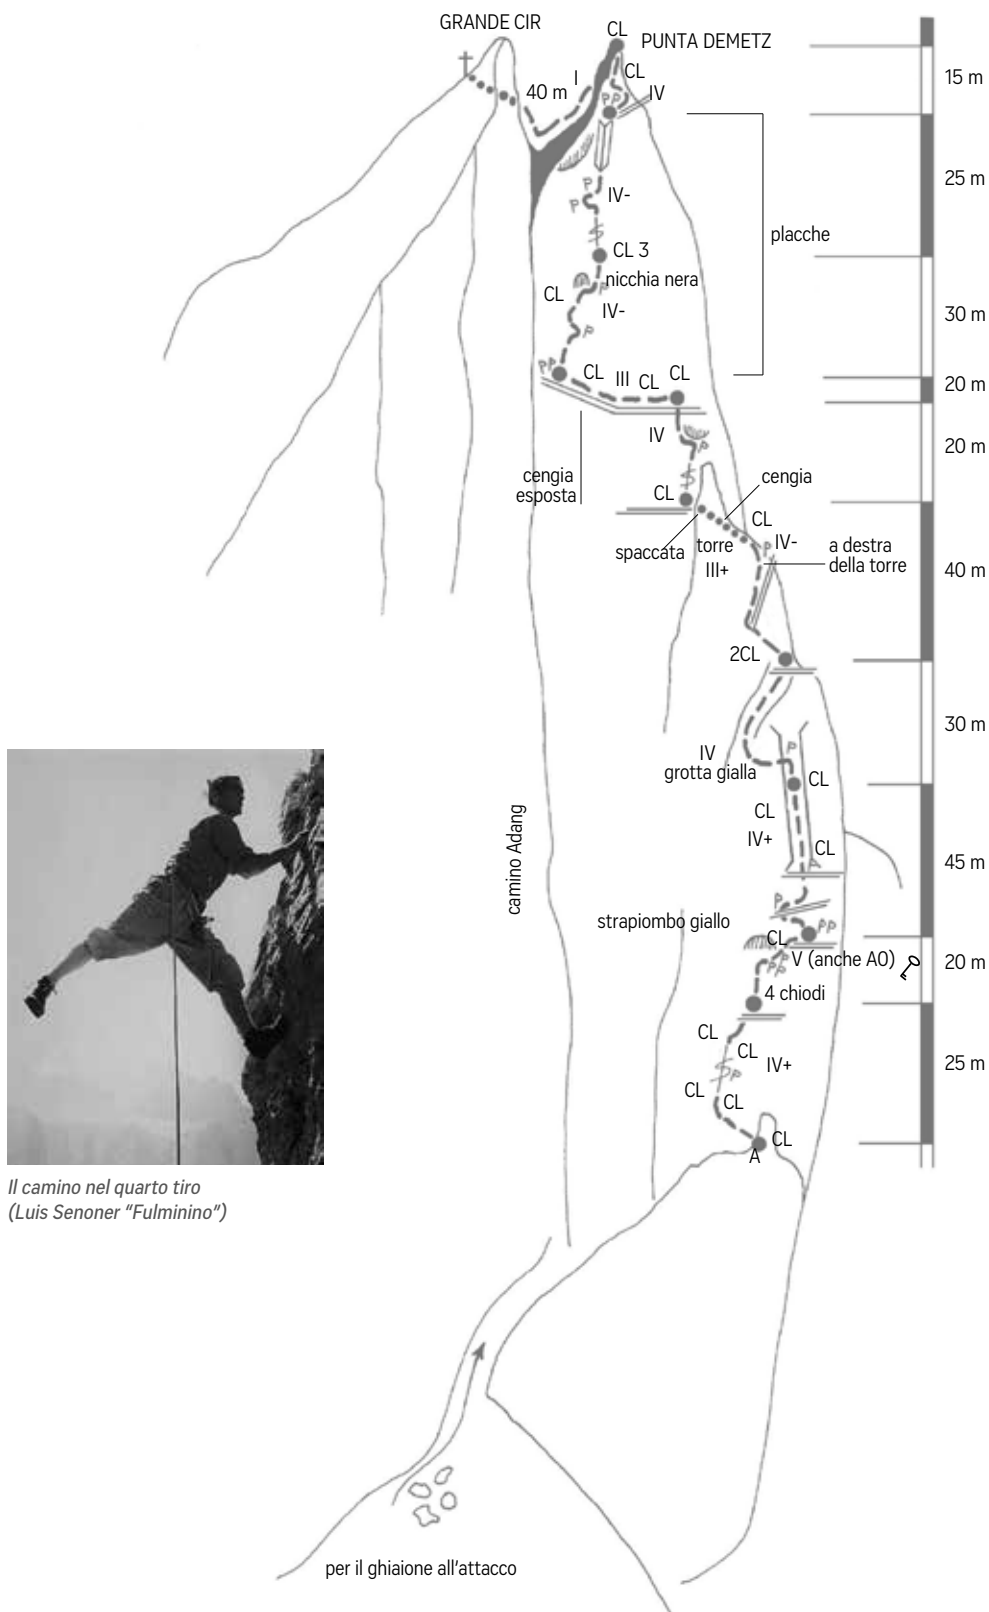 GRANDE CIR
CL
PUNTA DEMETZ
CL
I
40 m
PP
IV
15 m
25 m
P
P
IV-
placche
CL 3
nicchia nera
P
CL
IV-
P
30 m
PP
CL
III
CL
CL
20 m
IV
P
20 m
cengia
esposta
CL
cengia
CL
spaccata
torre
III+
P
IV-
a destra
della torre
40 m
2CL
30 m
P
IV
grotta gialla
CL
CL
IV+
CL
45 m
camino Adang
P
strapiombo giallo
PP
CL
V (anche A0)
P
PP
20 m
4 chiodi
CL
CL
IV+
P
25 m
CL
CL
CL
A
Il camino nel quarto tiro
(Luis Senoner "Fulminino")
per il ghiaione all'attacco